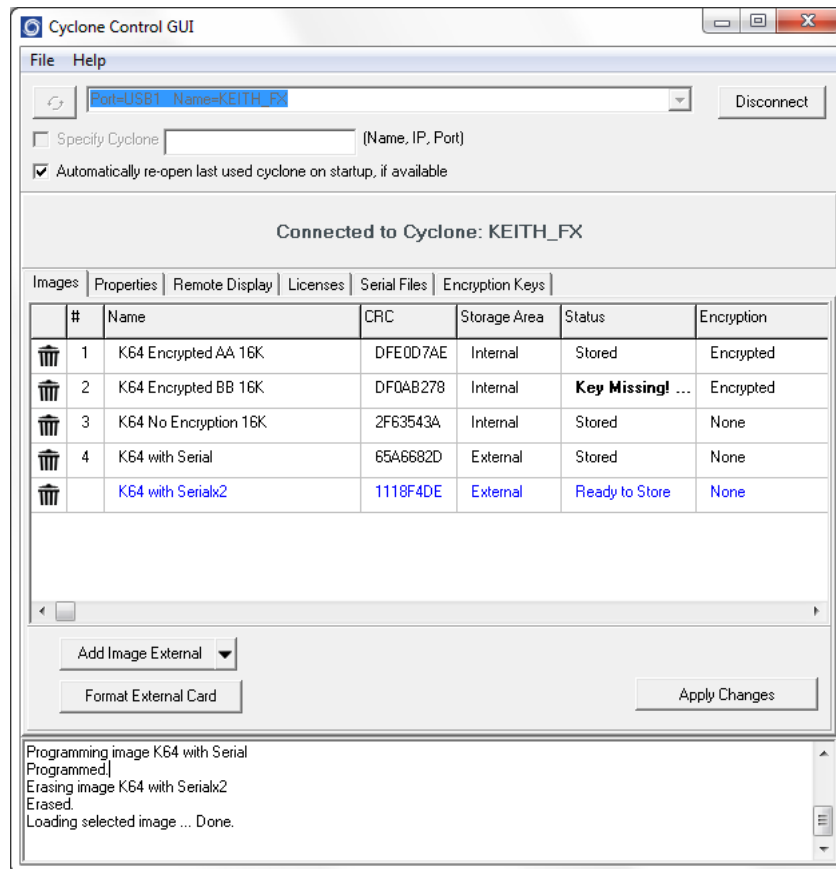 Cyclone Control GUI
File Help
Port=USB1 Name=KEITH_FX
Disconnect
Specify Cyclone (Name, IP, Port)
Automatically re-open last used cyclone on startup, if available
Connected to Cyclone: KEITH_FX
Images Properties Remote Display Licenses Serial Files Encryption Keys
# Name CRC Storage Area Status Encryption
1 K64 Encrypted AA 16K DFE0D7AE Internal Stored Encrypted
2 K64 Encrypted BB 16K DF0AB278 Internal Key Missing! ... Encrypted
3 K64 No Encryption 16K 2F63543A Internal Stored None
4 K64 with Serial 65A6682D External Stored None
K64 with Serialx2 1118F4DE External Ready to Store None
Add Image External
Format External Card
Apply Changes
Programming image K64 with Serial
Programmed.
Erasing image K64 with Serialx2
Erased.
Loading selected image ... Done.